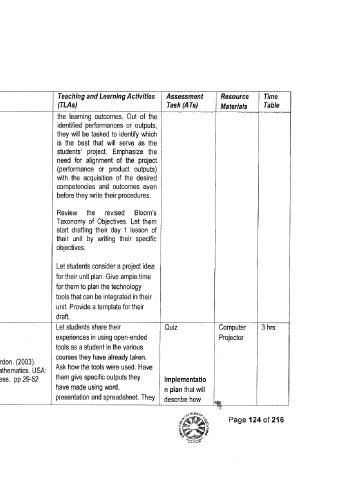 Teaching and Learning Activities
(TLAs)
Assessment
Task (ATs)
Resource
Materials
Time
Table
the learning outcomes. Out of the
identified performances or outputs,
they will be tasked to identify which
is the best that will serve as the
students' project. Emphasize the
need for alignment of the project
(performance or product outputs)
with the acquisition of the desired
competencies and outcomes even
before they write their procedures.
Review the revised Bloom's
Taxonomy of Objectives. Let them
start drafting their day 1 lesson of
their unit by writing their specific
objectives.
Let students consider a project idea
for their unit plan. Give ample time
for them to plan the technology
tools that can be integrated in their
unit. Provide a template for their
draft.
rdon. (2003).
athematics. USA:
ess. pp 29-52
Let students share their
experiences in using open-ended
tools as a student in the various
courses they have already taken.
Ask how the tools were used. Have
them give specific outputs they
have made using word,
presentation and spreadsheet. They
Quiz
Implementatio
n plan that will
describe how
Computer
Projector
3 hrs
Page 124 of 216